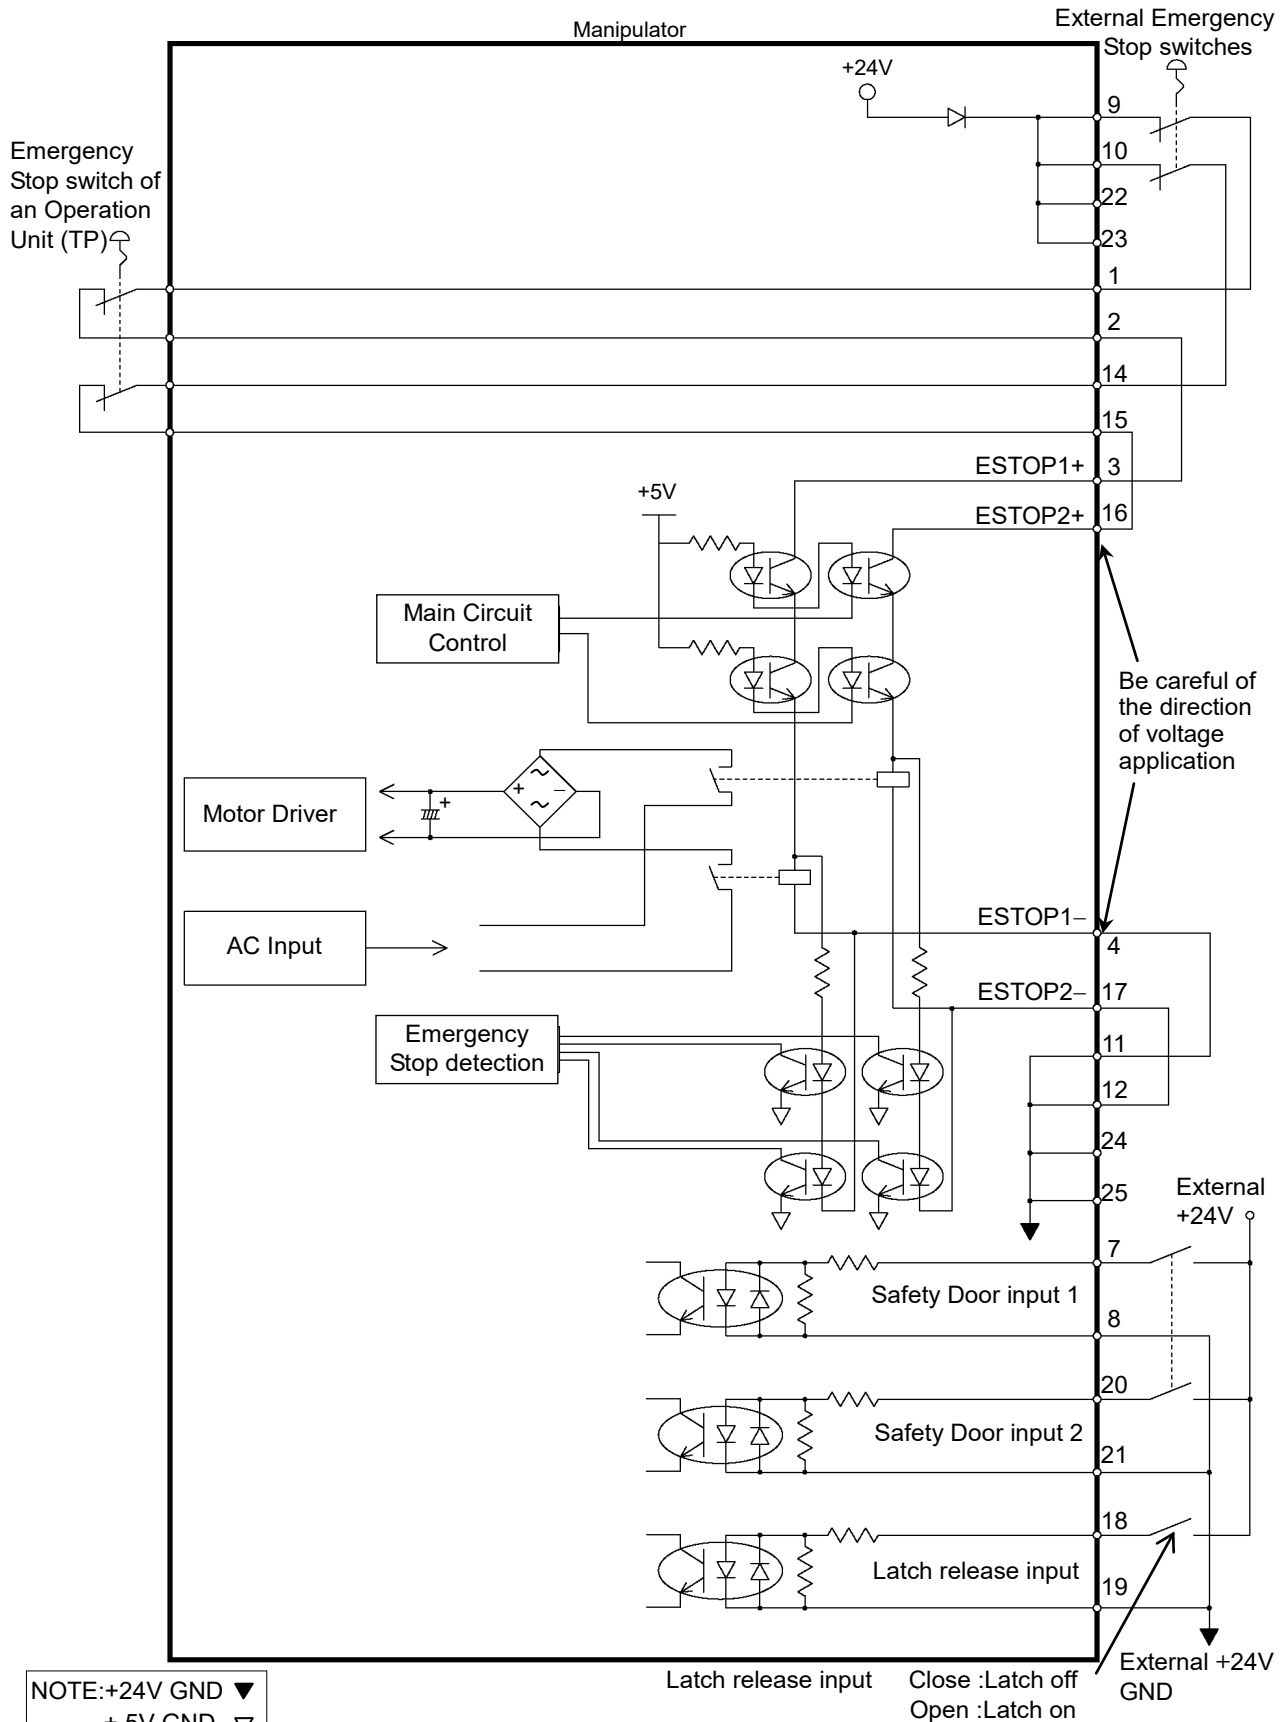 Manipulator
External Emergency
Stop switches
+24V
9
10
22
23
Emergency
Stop switch of
an Operation
Unit (TP)
1
2
14
15
ESTOP1+ 3
ESTOP2+ 16
+5V
Main Circuit
Control
Be careful of
the direction
of voltage
application
+ −
+
Motor Driver
AC Input
ESTOP1−
4
ESTOP2− 17
Emergency
Stop detection
11
12
24
25
External
+24V
7
Safety Door input 1
8
20
Safety Door input 2
21
18
Latch release input
19
External +24V
GND
Latch release input Close :Latch off
Open :Latch on
NOTE:+24V GND ▼
+ 5V GND ▽